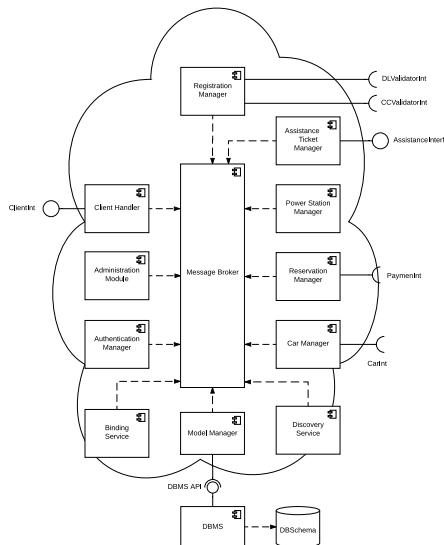 Registration
Manager
DLValidatorInt
CCValidatorInt
Assistance
Ticket
Manager
AssistanceInterf
ClientInt
Client Handler
Message Broker
Power Station
Manager
Administration
Module
Reservation
Manager
PaymenInt
Authentication
Manager
Car Manager
CarInt
Binding
Service
Model Manager
Discovery
Service
DBMS API
DBMS
DBSchema